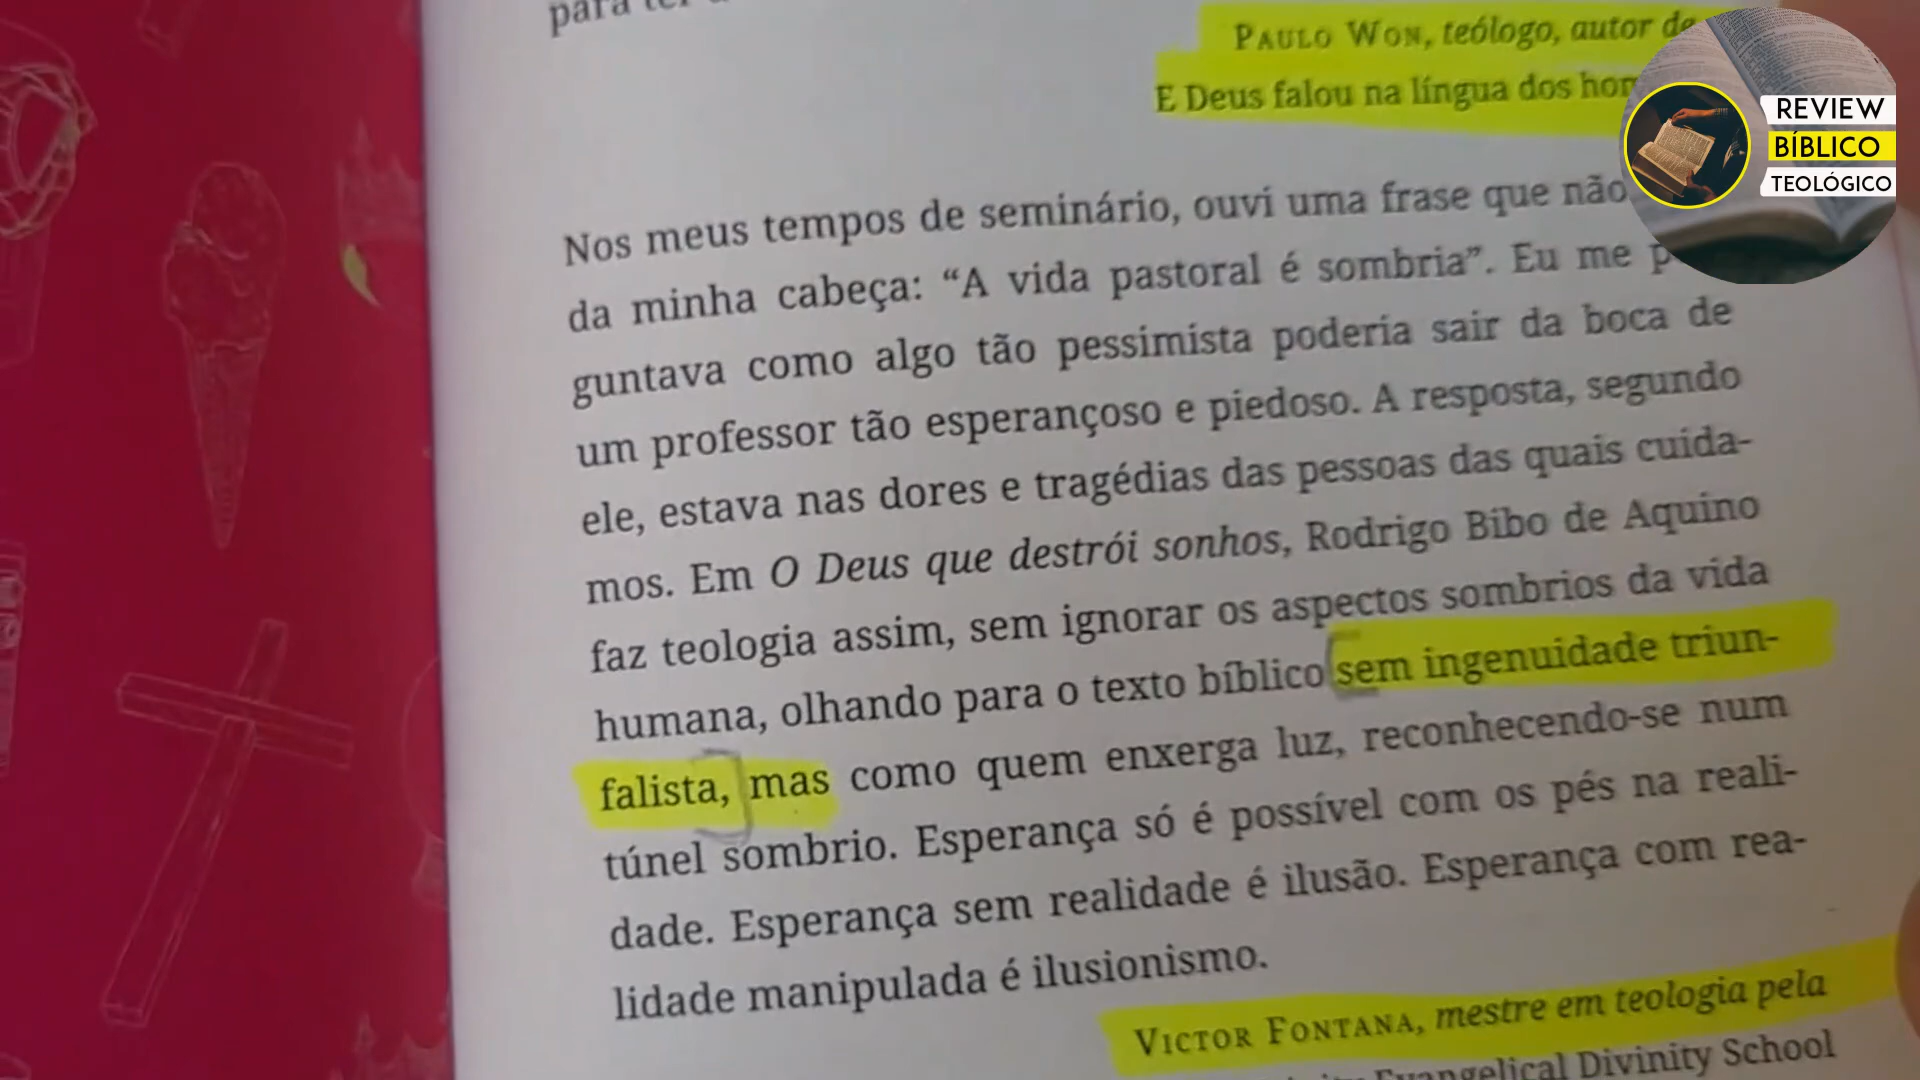 para
PAULO WON, teólogo, autor de
E Deus falou na língua dos
REVIEW
BÍBLICO
TEOLÓGICO
Nos meus tempos de seminário, ouvi uma frase que não
da minha cabeça: “A vida pastoral é sombria”. Eu me
guntava como algo tão pessimista poderia sair da boca de
um professor tão esperançoso e piedoso. A resposta, segundo
ele, estava nas dores e tragédias das pessoas das quais cuida-
mos. Em O Deus que destrói sonhos, Rodrigo Bibo de Aquino
faz teologia assim, sem ignorar os aspectos sombrios da vida
humana, olhando para o texto bíblico sem ingenuidade triun-
falista, mas como quem enxerga luz, reconhecendo-se num
túnel sombrio. Esperança só é possível com os pés na reali-
dade. Esperança sem realidade é ilusão. Esperança com rea-
lidade manipulada é ilusionismo.
VICTOR FONTANA, mestre em teologia pela
Evangelical Divinity School